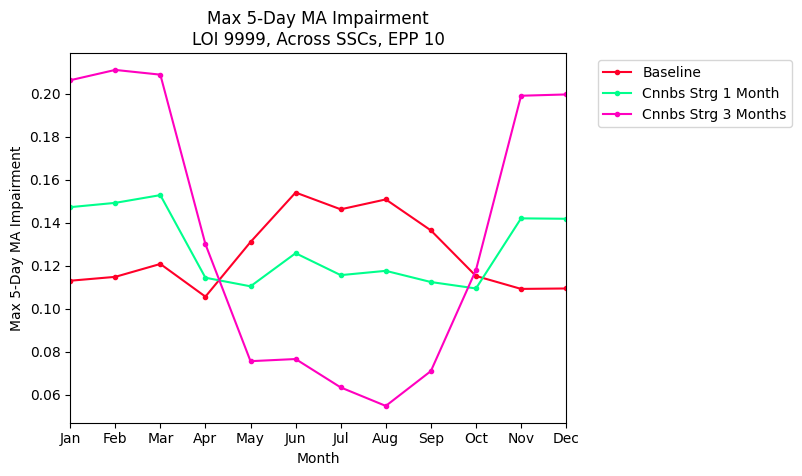 Max 5-Day MA Impairment
LOI 9999, Across SSCs, EPP 10
Max 5-Day MA Impairment
0.20
0.18
0.16
0.14
0.12
0.10
0.08
0.06
Jan Feb Mar Apr May Jun Jul Aug Sep Oct Nov Dec
Month
Baseline
Cnnbs Strg 1 Month
Cnnbs Strg 3 Months